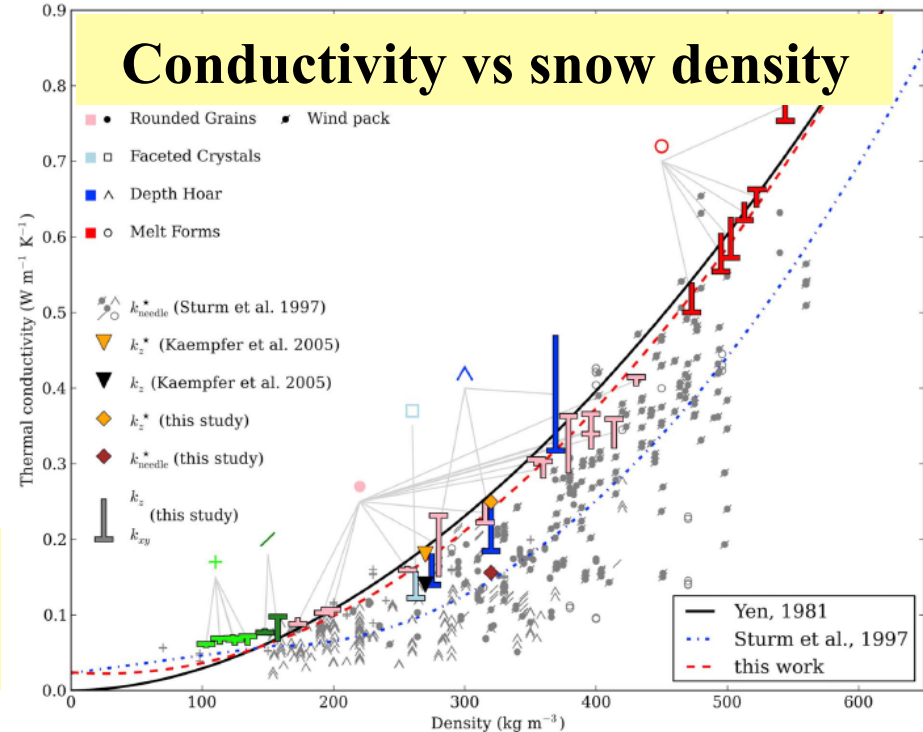 Conductivity vs snow density
0.9
0.8
0.7
0.6
0.5
0.4
0.3
0.2
0.1
0.0
Thermal conductivity (W m⁻¹ K⁻¹)
Rounded Grains
Wind pack
Faceted Crystals
Depth Hoar
Melt Forms
k*needle (Sturm et al. 1997)
kz* (Kaempfer et al. 2005)
kz (Kaempfer et al. 2005)
kz* (this study)
k*needle (this study)
kz
(this study)
kxy
Yen, 1981
Sturm et al., 1997
this work
0 100 200 300 400 500 600
Density (kg m⁻³)